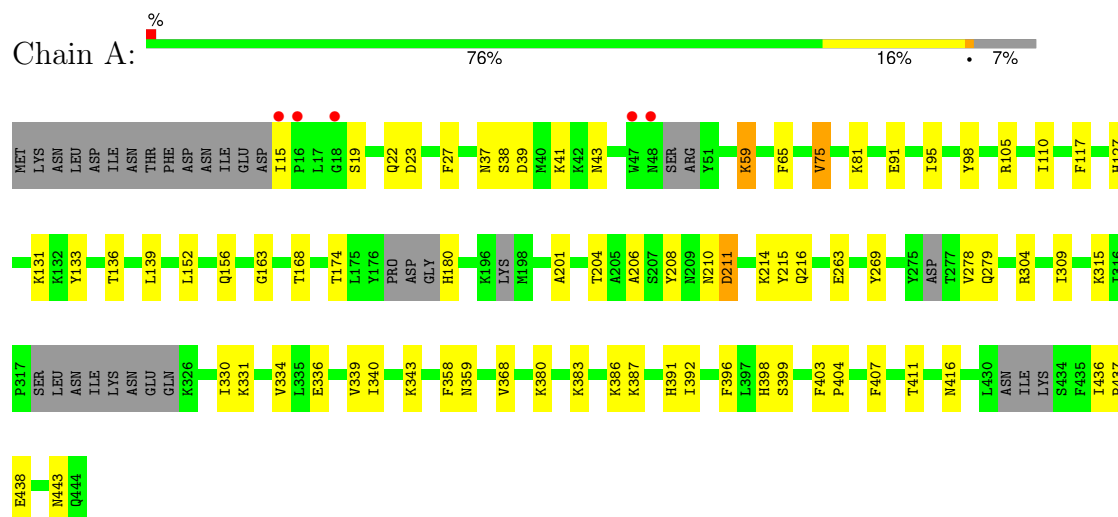 %
Chain A:
76% 16% • 7%
MET LYS ASN LEU ASP ILE ASN THR PHE ASP ASN ILE GLU ASP I15 P16 L17 G18 S19 Q22 D23 F27 N37 S38 D39 M40 K41 K42 N43 W47 N48 SER ARG Y51 K59 F65 V75 K81 E91 I95 Y98 R105 I110 F117 H127
K131 K132 Y133 T136 L139 L152 Q156 G163 T168 T174 L175 Y176 PRO ASP GLY H180 K196 LYS M198 A201 T204 A205 A206 S207 Y208 N209 N210 D211 K214 Y215 Q216 E263 Y269 Y275 ASP T277 V278 Q279 R304 I309 K315 I316
P317 SER LEU ASN ILE LYS ASN GLU GLN K326 I330 K331 V334 L335 E336 V339 I340 K343 F358 N359 V368 K380 K383 K386 K387 H391 I392 F396 L397 H398 S399 F403 P404 F407 T411 N416 L430 ASN ILE LYS S434 F435 I436 P437
E438 N443 Q444